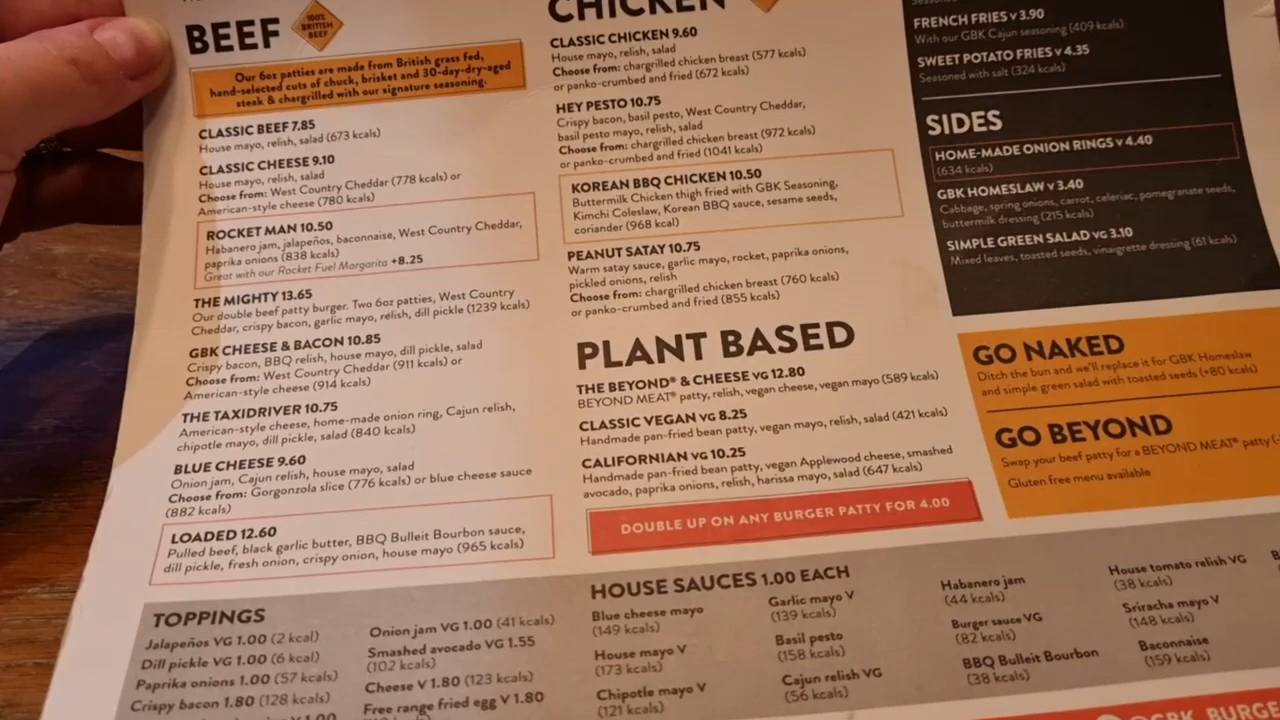 BEEF
100%
BRITISH
BEEF
Our 6oz patties are made from British grass fed,
hand-selected cuts of chuck, brisket and 30-day-dry-aged
steak & chargrilled with our signature seasoning.
CLASSIC BEEF 7.85
House mayo, relish, salad (673 kcals)
CLASSIC CHEESE 9.10
House mayo, relish, salad
Choose from: West Country Cheddar (778 kcals) or
American-style cheese (780 kcals)
ROCKET MAN 10.50
Habanero jam, jalapeños, baconnaise, West Country Cheddar,
paprika onions (838 kcals)
Great with our Rocket Fuel Margarita +8.25
THE MIGHTY 13.65
Our double beef patty burger. Two 6oz patties, West Country
Cheddar, crispy bacon, garlic mayo, relish, dill pickle (1239 kcals)
GBK CHEESE & BACON 10.85
Crispy bacon, BBQ relish, house mayo, dill pickle, salad
Choose from: West Country Cheddar (911 kcals) or
American-style cheese (914 kcals)
THE TAXIDRIVER 10.75
American-style cheese, home-made onion ring, Cajun relish,
chipotle mayo, dill pickle, salad (840 kcals)
BLUE CHEESE 9.60
Onion jam, Cajun relish, house mayo, salad
Choose from: Gorgonzola slice (776 kcals) or blue cheese sauce
(882 kcals)
LOADED 12.60
Pulled beef, black garlic butter, BBQ Bulleit Bourbon sauce,
dill pickle, fresh onion, crispy onion, house mayo (965 kcals)
CHICKEN
CLASSIC CHICKEN 9.60
House mayo, relish, salad
Choose from: chargrilled chicken breast (577 kcals)
or panko-crumbed and fried (672 kcals)
HEY PESTO 10.75
Crispy bacon, basil pesto, West Country Cheddar,
basil pesto mayo, relish, salad
Choose from: chargrilled chicken breast (972 kcals)
or panko-crumbed and fried (1041 kcals)
KOREAN BBQ CHICKEN 10.50
Buttermilk Chicken thigh fried with GBK Seasoning,
Kimchi Coleslaw, Korean BBQ sauce, sesame seeds,
coriander (968 kcal)
PEANUT SATAY 10.75
Warm satay sauce, garlic mayo, rocket, paprika onions,
pickled onions, relish
Choose from: chargrilled chicken breast (760 kcals)
or panko-crumbed and fried (855 kcals)
PLANT BASED
THE BEYOND® & CHEESE VG 12.80
BEYOND MEAT® patty, relish, vegan cheese, vegan mayo (589 kcals)
CLASSIC VEGAN VG 8.25
Handmade pan-fried bean patty, vegan mayo, relish, salad (421 kcals)
CALIFORNIAN VG 10.25
Handmade pan-fried bean patty, vegan Applewood cheese, smashed
avocado, paprika onions, relish, harissa mayo, salad (647 kcals)
DOUBLE UP ON ANY BURGER PATTY FOR 4.00
FRENCH FRIES V 3.90
With our GBK Cajun seasoning (409 kcals)
SWEET POTATO FRIES V 4.35
Seasoned with salt (324 kcals)
SIDES
HOME-MADE ONION RINGS V 4.40
(634 kcals)
GBK HOMESLAW V 3.40
Cabbage, spring onions, carrot, celeriac, pomegranate seeds,
buttermilk dressing (215 kcals)
SIMPLE GREEN SALAD VG 3.10
Mixed leaves, toasted seeds, vinaigrette dressing (61 kcals)
GO NAKED
Ditch the bun and we'll replace it for GBK Homeslaw
and simple green salad with toasted seeds (+80 kcals)
GO BEYOND
Swap your beef patty for a BEYOND MEAT® patty
Gluten free menu available
TOPPINGS
Jalapeños VG 1.00 (2 kcal)
Dill pickle VG 1.00 (6 kcal)
Paprika onions 1.00 (57 kcals)
Crispy bacon 1.80 (128 kcals)
Onion jam VG 1.00 (41 kcals)
Smashed avocado VG 1.55
(102 kcals)
Cheese V 1.80 (123 kcals)
Free range fried egg V 1.80
HOUSE SAUCES 1.00 EACH
Blue cheese mayo
(149 kcals)
House mayo V
(173 kcals)
Chipotle mayo V
(121 kcals)
Garlic mayo V
(139 kcals)
Basil pesto
(158 kcals)
Cajun relish VG
(56 kcals)
Habanero jam
(44 kcals)
Burger sauce VG
(82 kcals)
BBQ Bulleit Bourbon
(38 kcals)
House tomato relish VG
(38 kcals)
Sriracha mayo V
(148 kcals)
Baconnaise
(159 kcals)
@GBK_BURGE